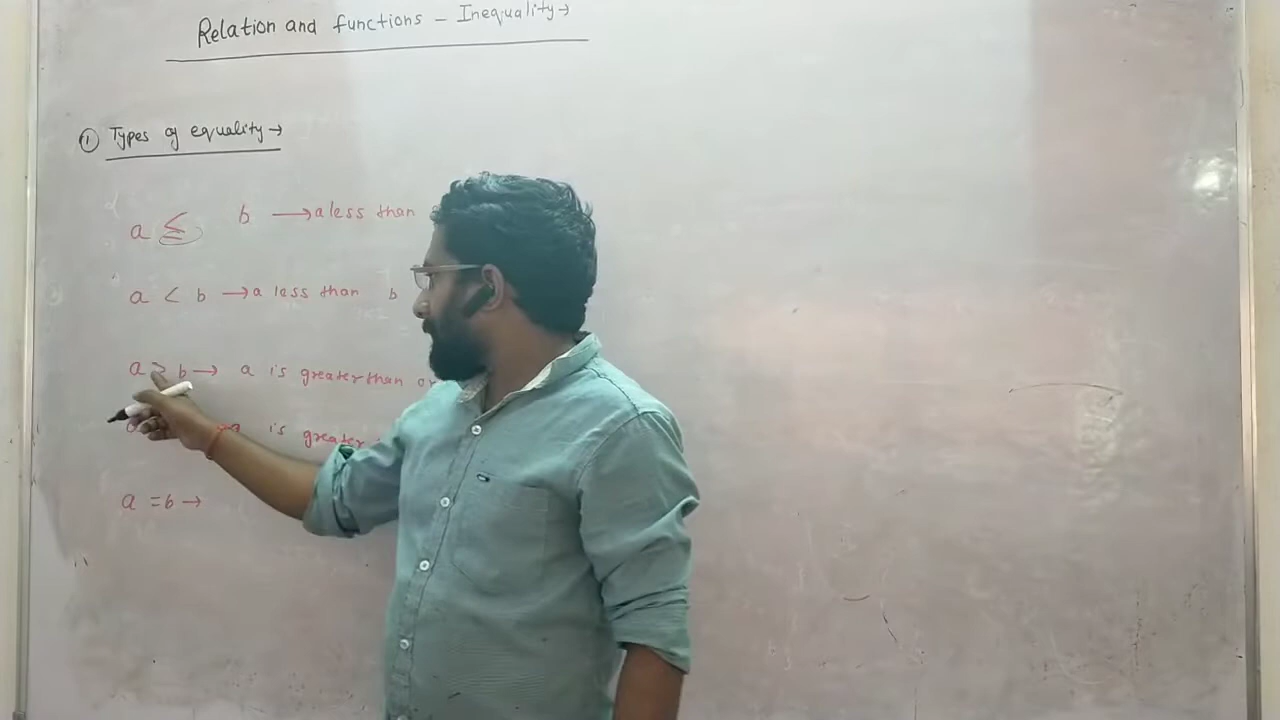 Relation and functions - Inequality →
① Types of equality →
a ≤ b → a less than
a < b → a less than b
a ≥ b → a is greater than or
is greater
a = b →